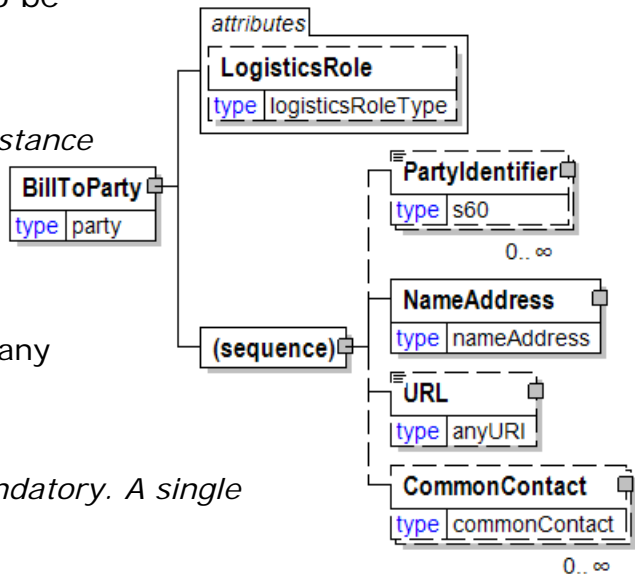 be
attributes
LogisticsRole
type logisticsRoleType
stance
BillToParty
type party
PartyIdentifier
type s60
0.. ∞
NameAddress
type nameAddress
(sequence)
any
URL
type anyURI
ndatory. A single
CommonContact
type commonContact
0.. ∞